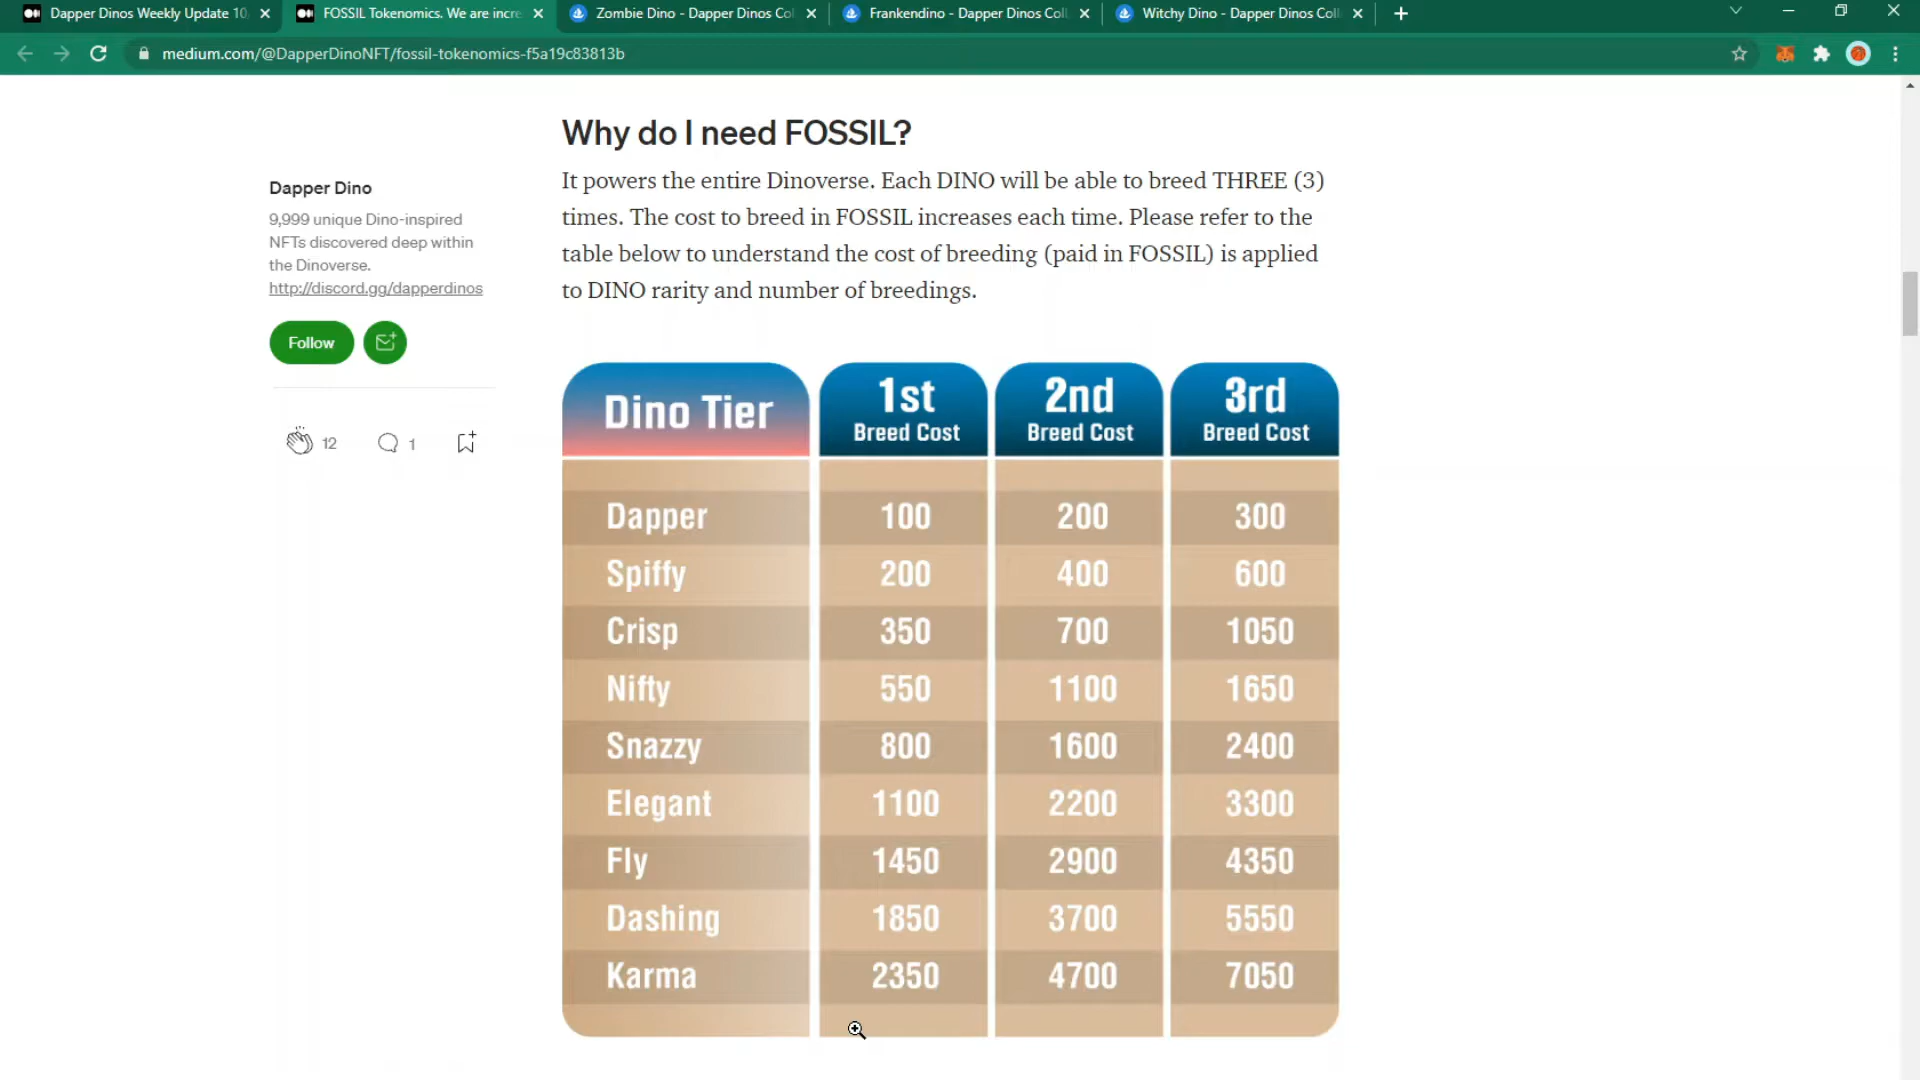 Dapper Dinos Weekly Update 10
FOSSIL Tokenomics. We are incre
Zombie Dino - Dapper Dinos Col
Frankendino - Dapper Dinos Coll
Witchy Dino - Dapper Dinos Coll
medium.com/@DapperDinoNFT/fossil-tokenomics-f5a19c83813b
Dapper Dino
9,999 unique Dino-inspired
NFTs discovered deep within
the Dinoverse.
http://discord.gg/dapperdinos
Follow
12 1
Why do I need FOSSIL?
It powers the entire Dinoverse. Each DINO will be able to breed THREE (3)
times. The cost to breed in FOSSIL increases each time. Please refer to the
table below to understand the cost of breeding (paid in FOSSIL) is applied
to DINO rarity and number of breedings.
Dino Tier 1st Breed Cost 2nd Breed Cost 3rd Breed Cost
Dapper 100 200 300
Spiffy 200 400 600
Crisp 350 700 1050
Nifty 550 1100 1650
Snazzy 800 1600 2400
Elegant 1100 2200 3300
Fly 1450 2900 4350
Dashing 1850 3700 5550
Karma 2350 4700 7050